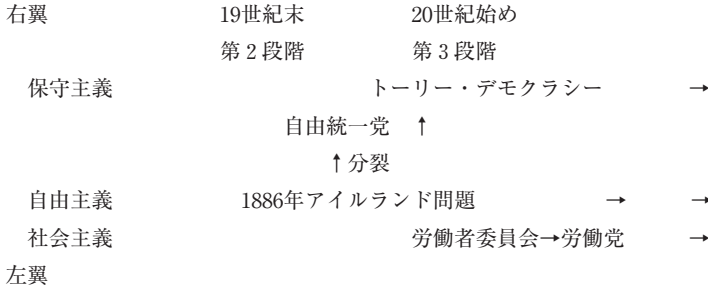 右翼 19世紀末 20世紀始め
第2段階 第3段階
保守主義 トーリー・デモクラシー →
自由統一党 ↑
↑分裂
自由主義 1886年アイルランド問題 → →
社会主義 労働者委員会→労働党 →
左翼